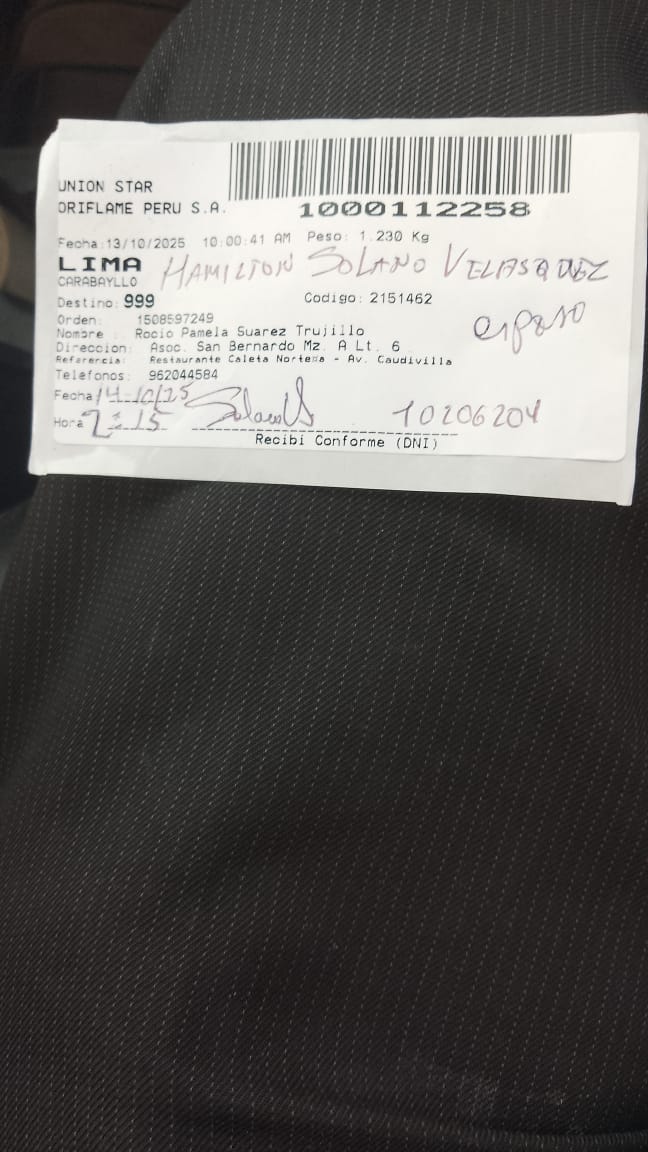 UNION STAR
ORIFLAME PERU S.A.
1000112258
Fecha:13/10/2025 10:00:41 AM Peso: 1.230 Kg
LIMA HAMILTON SOLANO VELASQUEZ
CARABAYLLO
Destino: 999 Codigo: 2151462
esposo
Orden: 1508597249
Nombre : Rocio Pamela Suarez Trujillo
Direccion: Asoc. San Bernardo Mz. A Lt. 6
Referencia: Restaurante Caleta Norteña - Av. Caudivilla
Telefonos: 962044584
Fecha 14-10/25
Hora 2:15 10206204
Recibi Conforme (DNI)